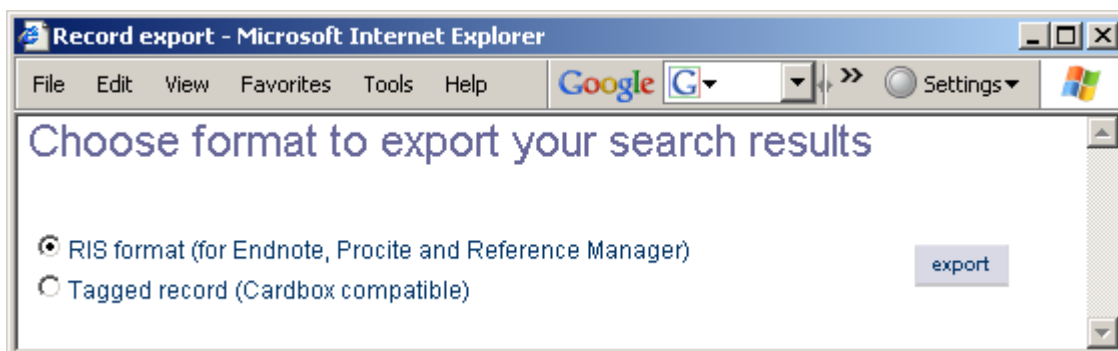 Record export - Microsoft Internet Explorer
File Edit View Favorites Tools Help Google G Settings
Choose format to export your search results
RIS format (for Endnote, Procite and Reference Manager)
export
Tagged record (Cardbox compatible)